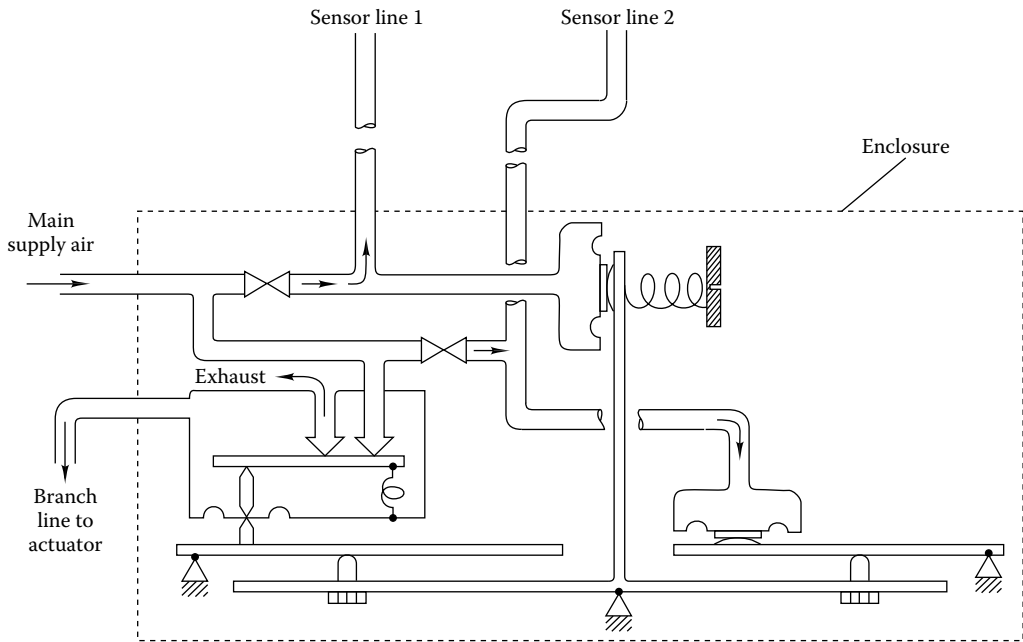 Sensor line 1
Sensor line 2
Enclosure
Main
supply air
Exhaust
Branch
line to
actuator